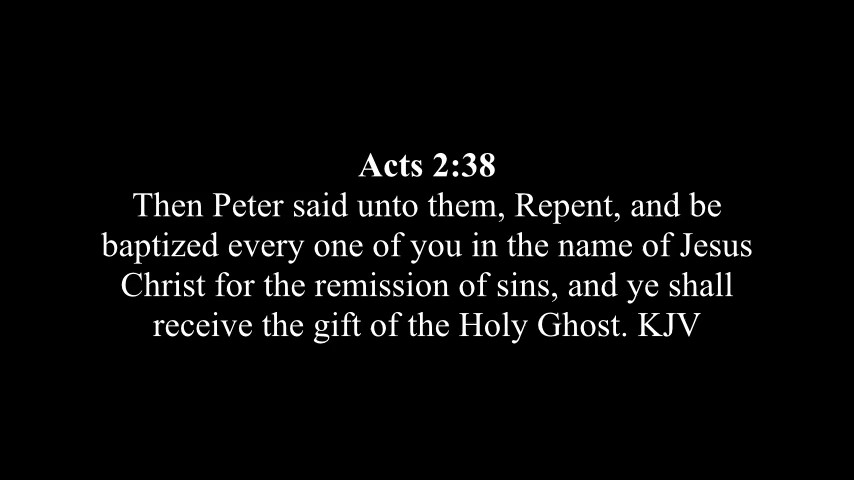 Acts 2:38
Then Peter said unto them, Repent, and be
baptized every one of you in the name of Jesus
Christ for the remission of sins, and ye shall
receive the gift of the Holy Ghost. KJV